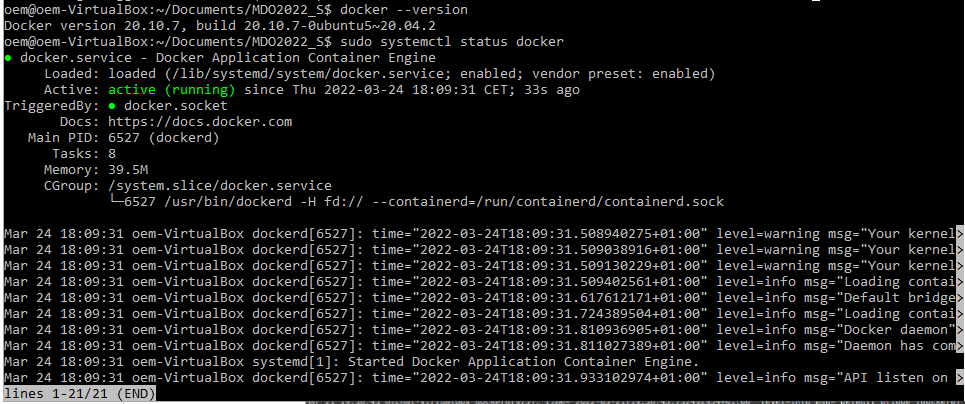 oem@oem-VirtualBox:~/Documents/MDO2022_S$ docker --version
Docker version 20.10.7, build 20.10.7-0ubuntu5~20.04.2
oem@oem-VirtualBox:~/Documents/MDO2022_S$ sudo systemctl status docker
● docker.service - Docker Application Container Engine
     Loaded: loaded (/lib/systemd/system/docker.service; enabled; vendor preset: enabled)
     Active: active (running) since Thu 2022-03-24 18:09:31 CET; 33s ago
TriggeredBy: ● docker.socket
       Docs: https://docs.docker.com
   Main PID: 6527 (dockerd)
      Tasks: 8
     Memory: 39.5M
     CGroup: /system.slice/docker.service
             └─6527 /usr/bin/dockerd -H fd:// --containerd=/run/containerd/containerd.sock
Mar 24 18:09:31 oem-VirtualBox dockerd[6527]: time="2022-03-24T18:09:31.508940275+01:00" level=warning msg="Your kernel>
Mar 24 18:09:31 oem-VirtualBox dockerd[6527]: time="2022-03-24T18:09:31.509038916+01:00" level=warning msg="Your kernel>
Mar 24 18:09:31 oem-VirtualBox dockerd[6527]: time="2022-03-24T18:09:31.509130229+01:00" level=warning msg="Your kernel>
Mar 24 18:09:31 oem-VirtualBox dockerd[6527]: time="2022-03-24T18:09:31.509402561+01:00" level=info msg="Loading contai>
Mar 24 18:09:31 oem-VirtualBox dockerd[6527]: time="2022-03-24T18:09:31.617612171+01:00" level=info msg="Default bridge>
Mar 24 18:09:31 oem-VirtualBox dockerd[6527]: time="2022-03-24T18:09:31.724389504+01:00" level=info msg="Loading contai>
Mar 24 18:09:31 oem-VirtualBox dockerd[6527]: time="2022-03-24T18:09:31.810936905+01:00" level=info msg="Docker daemon">
Mar 24 18:09:31 oem-VirtualBox dockerd[6527]: time="2022-03-24T18:09:31.811027389+01:00" level=info msg="Daemon has com>
Mar 24 18:09:31 oem-VirtualBox systemd[1]: Started Docker Application Container Engine.
Mar 24 18:09:31 oem-VirtualBox dockerd[6527]: time="2022-03-24T18:09:31.933102974+01:00" level=info msg="API listen on >
lines 1-21/21 (END)